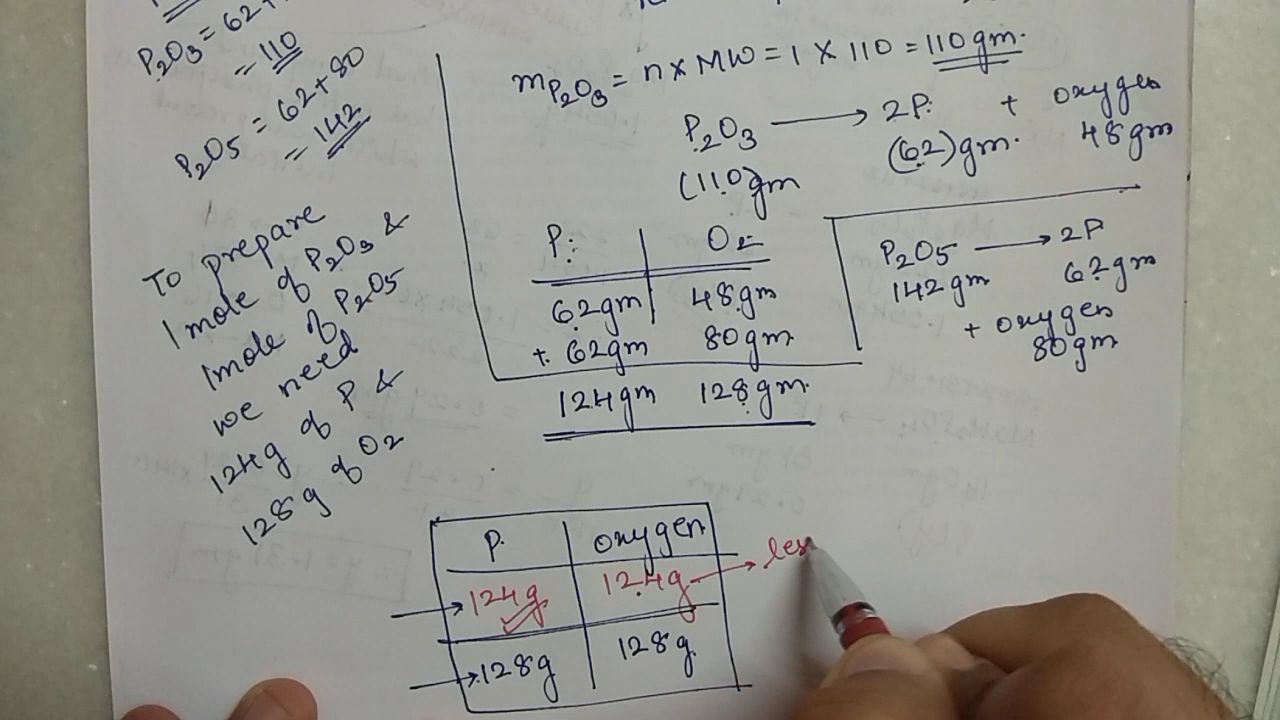 P₂O₃ = 62+
= 110
P₂O₅ = 62+80
= 142
To prepare
1 mole of P₂O₃ &
1mole of P₂O₅
we need
124g of P &
128g of O₂
mP₂O₃ = n x MW = 1 X 110 = 110gm.
P₂O₃ → 2P. + oxygen
(110)gm (62)gm. 48gm
P: O₂
62gm 48gm
+ 62gm 80gm
124gm 128gm.
P₂O₅ → 2P
142gm 62gm
+ oxygen
80gm
P. oxygen
→ 124g 124g → les
→ 128g 128g